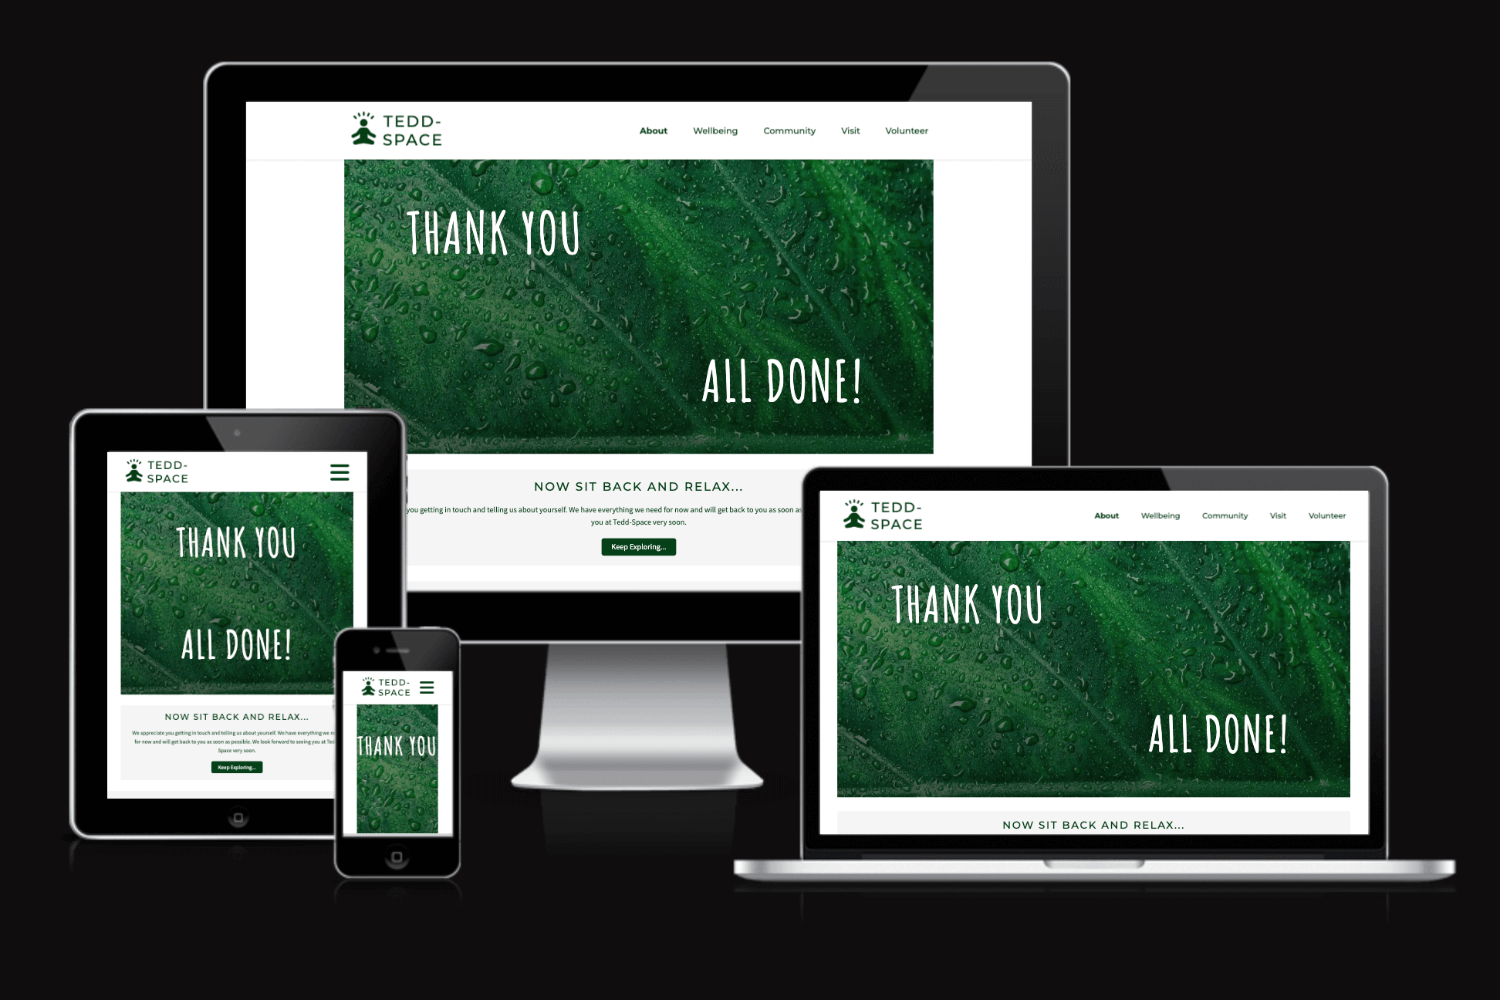 TEDD-
SPACE
About Wellbeing Community Visit Volunteer
THANK YOU
ALL DONE!
NOW SIT BACK AND RELAX...
you getting in touch and telling us about yourself. We have everything we need for now and will get back to you as soon as
you at Tedd-Space very soon.
Keep Exploring...
TEDD-
SPACE
THANK YOU
ALL DONE!
NOW SIT BACK AND RELAX...
We appreciate you getting in touch and telling us about yourself. We have everything we
for now and will get back to you as soon as possible. We look forward to seeing you at
Space very soon.
Keep Exploring...
TEDD-
SPACE
THANK YOU
TEDD-
SPACE
About Wellbeing Community Visit Volunteer
THANK YOU
ALL DONE!
NOW SIT BACK AND RELAX...